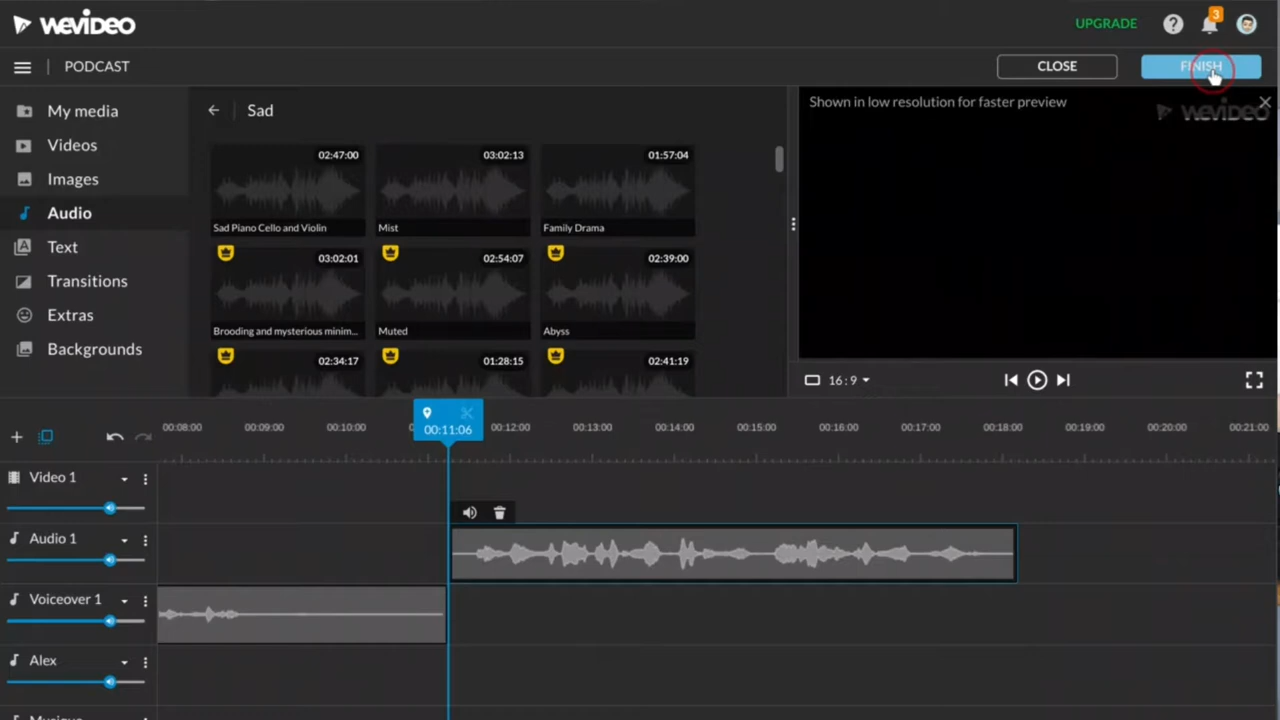 wevideo
UPGRADE
3
PODCAST
CLOSE
FINISH
My media
Videos
Images
Audio
Text
Transitions
Extras
Backgrounds
Sad
02:47:00
03:02:13
01:57:04
Sad Piano Cello and Violin
Mist
Family Drama
03:02:01
02:54:07
02:39:00
Brooding and mysterious minim...
Muted
Abyss
02:34:17
01:28:15
02:41:19
Shown in low resolution for faster preview
wevideo
16:9
00:08:00
00:09:00
00:10:00
00:11:06
00:12:00
00:13:00
00:14:00
00:15:00
00:16:00
00:17:00
00:18:00
00:19:00
00:20:00
00:21:00
Video 1
Audio 1
Voiceover 1
Alex